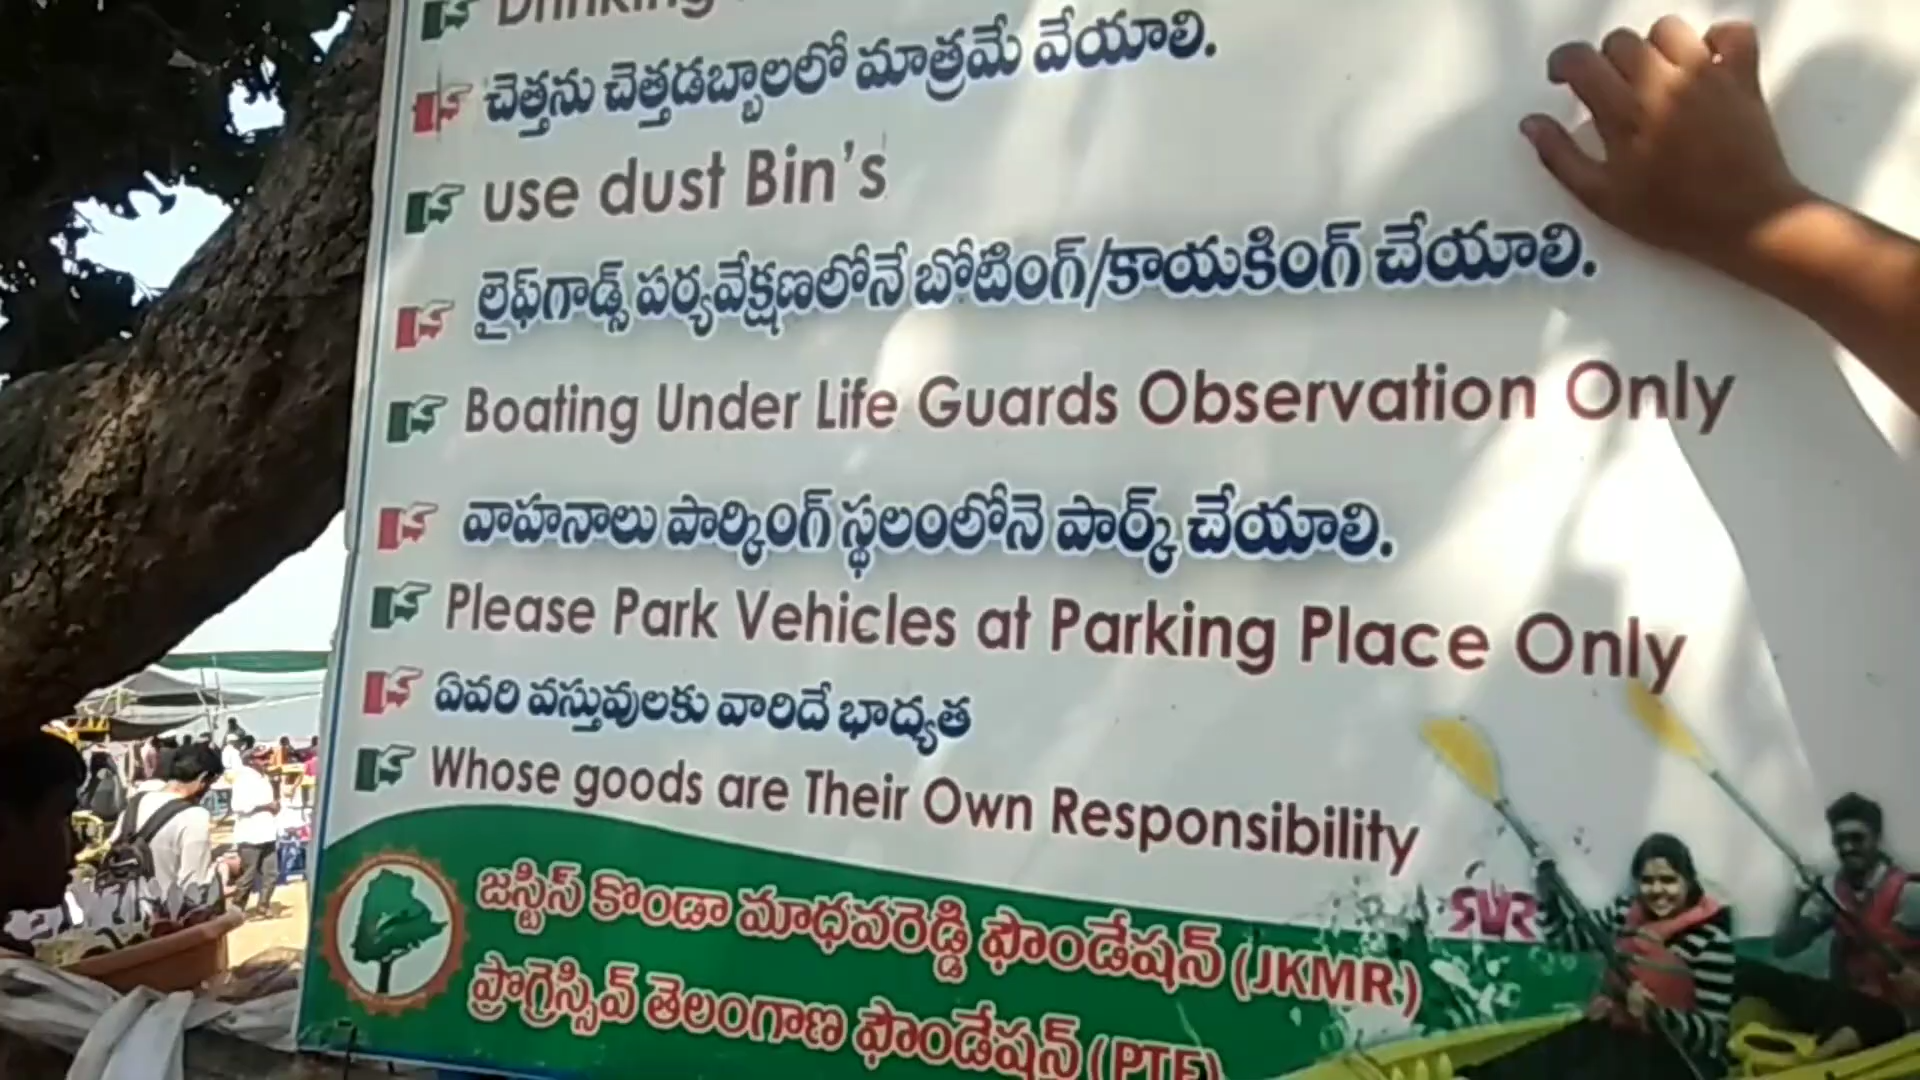 Drinking
చెత్తను చెత్తడబ్బాలలో మాత్రమే వేయాలి.
use dust Bin's
లైఫ్‌గాడ్స్ పర్యవేక్షణలోనే బోటింగ్/కాయకింగ్ చేయాలి.
Boating Under Life Guards Observation Only
వాహనాలు పార్కింగ్ స్థలంలోనె పార్క్ చేయాలి.
Please Park Vehicles at Parking Place Only
ఏవరి వస్తువులకు వారిదే భాద్యత
Whose goods are Their Own Responsibility
జస్టిస్ కొండా మాధవరెడ్డి ఫౌండేషన్ (JKMR)
ప్రొగ్రెస్సివ్ తెలంగాణ ఫౌండేషన్ (PTF)
SVR